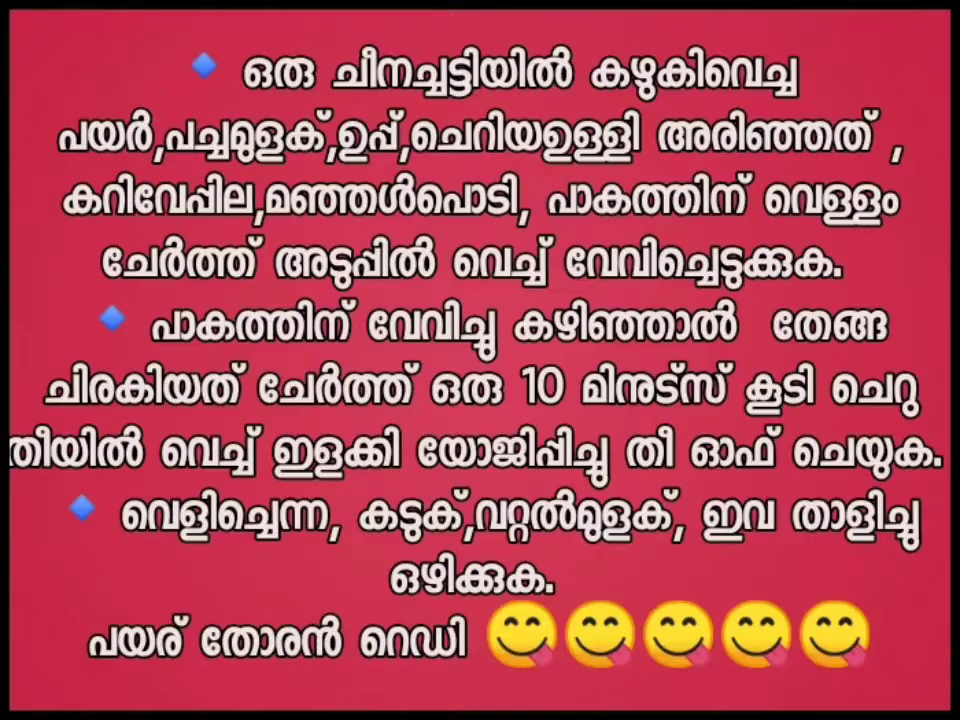 🔹 ഒരു ചീനച്ചട്ടിയിൽ കഴുകിവെച്ച
പയർ,പച്ചമുളക്,ഉപ്പ്,ചെറിയഉള്ളി അരിഞ്ഞത് ,
കറിവേപ്പില,മഞ്ഞൾപൊടി, പാകത്തിന് വെള്ളം
ചേർത്ത് അടുപ്പിൽ വെച്ച് വേവിച്ചെടുക്കുക.
🔹 പാകത്തിന് വേവിച്ചു കഴിഞ്ഞാൽ തേങ്ങ
ചിരകിയത് ചേർത്ത് ഒരു 10 മിനുട്സ് കൂടി ചെറു
തീയിൽ വെച്ച് ഇളക്കി യോജിപ്പിച്ചു തീ ഓഫ് ചെയുക.
🔹 വെളിച്ചെന്ന, കടുക്,വറ്റൽമുളക്, ഇവ താളിച്ചു
ഒഴിക്കുക.
പയര് തോരൻ റെഡി 😋😋😋😋😋